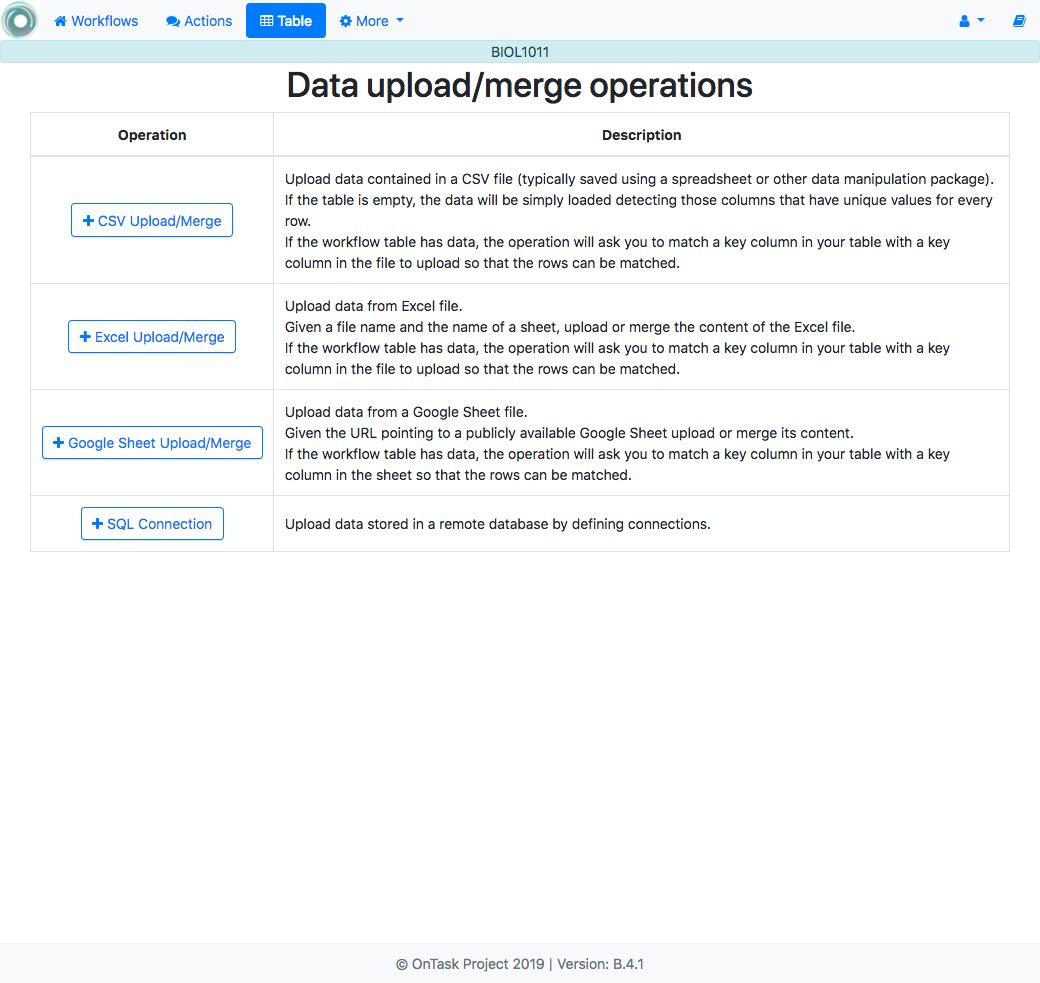 Workflows Actions Table More
BIOL1011
Data upload/merge operations
Operation Description
CSV Upload/Merge
Upload data contained in a CSV file (typically saved using a spreadsheet or other data manipulation package).
If the table is empty, the data will be simply loaded detecting those columns that have unique values for every
row.
If the workflow table has data, the operation will ask you to match a key column in your table with a key
column in the file to upload so that the rows can be matched.
Excel Upload/Merge
Upload data from Excel file.
Given a file name and the name of a sheet, upload or merge the content of the Excel file.
If the workflow table has data, the operation will ask you to match a key column in your table with a key
column in the file to upload so that the rows can be matched.
Google Sheet Upload/Merge
Upload data from a Google Sheet file.
Given the URL pointing to a publicly available Google Sheet upload or merge its content.
If the workflow table has data, the operation will ask you to match a key column in your table with a key
column in the sheet so that the rows can be matched.
SQL Connection
Upload data stored in a remote database by defining connections.
© OnTask Project 2019 | Version: B.4.1